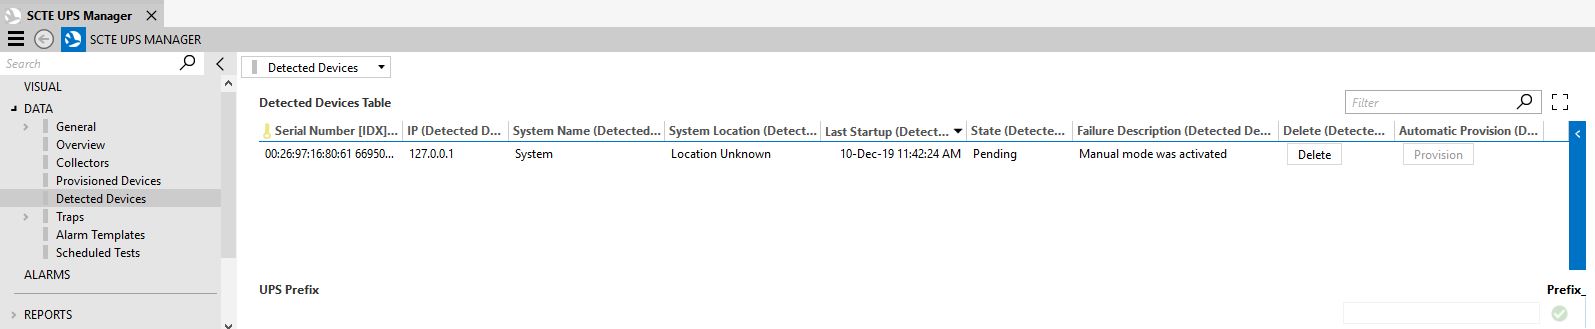 SCTE UPS Manager
SCTE UPS MANAGER
Search
Detected Devices
VISUAL
DATA
General
Overview
Collectors
Provisioned Devices
Detected Devices
Traps
Alarm Templates
Scheduled Tests
ALARMS
REPORTS
Detected Devices Table
Filter
Serial Number [IDX]... IP (Detected D... System Name (Detected... System Location (Detect... Last Startup (Detect... State (Detecte... Failure Description (Detected De... Delete (Detecte... Automatic Provision (D...
00:26:97:16:80:61 66950... 127.0.0.1 System Location Unknown 10-Dec-19 11:42:24 AM Pending Manual mode was activated Delete Provision
UPS Prefix
Prefix_